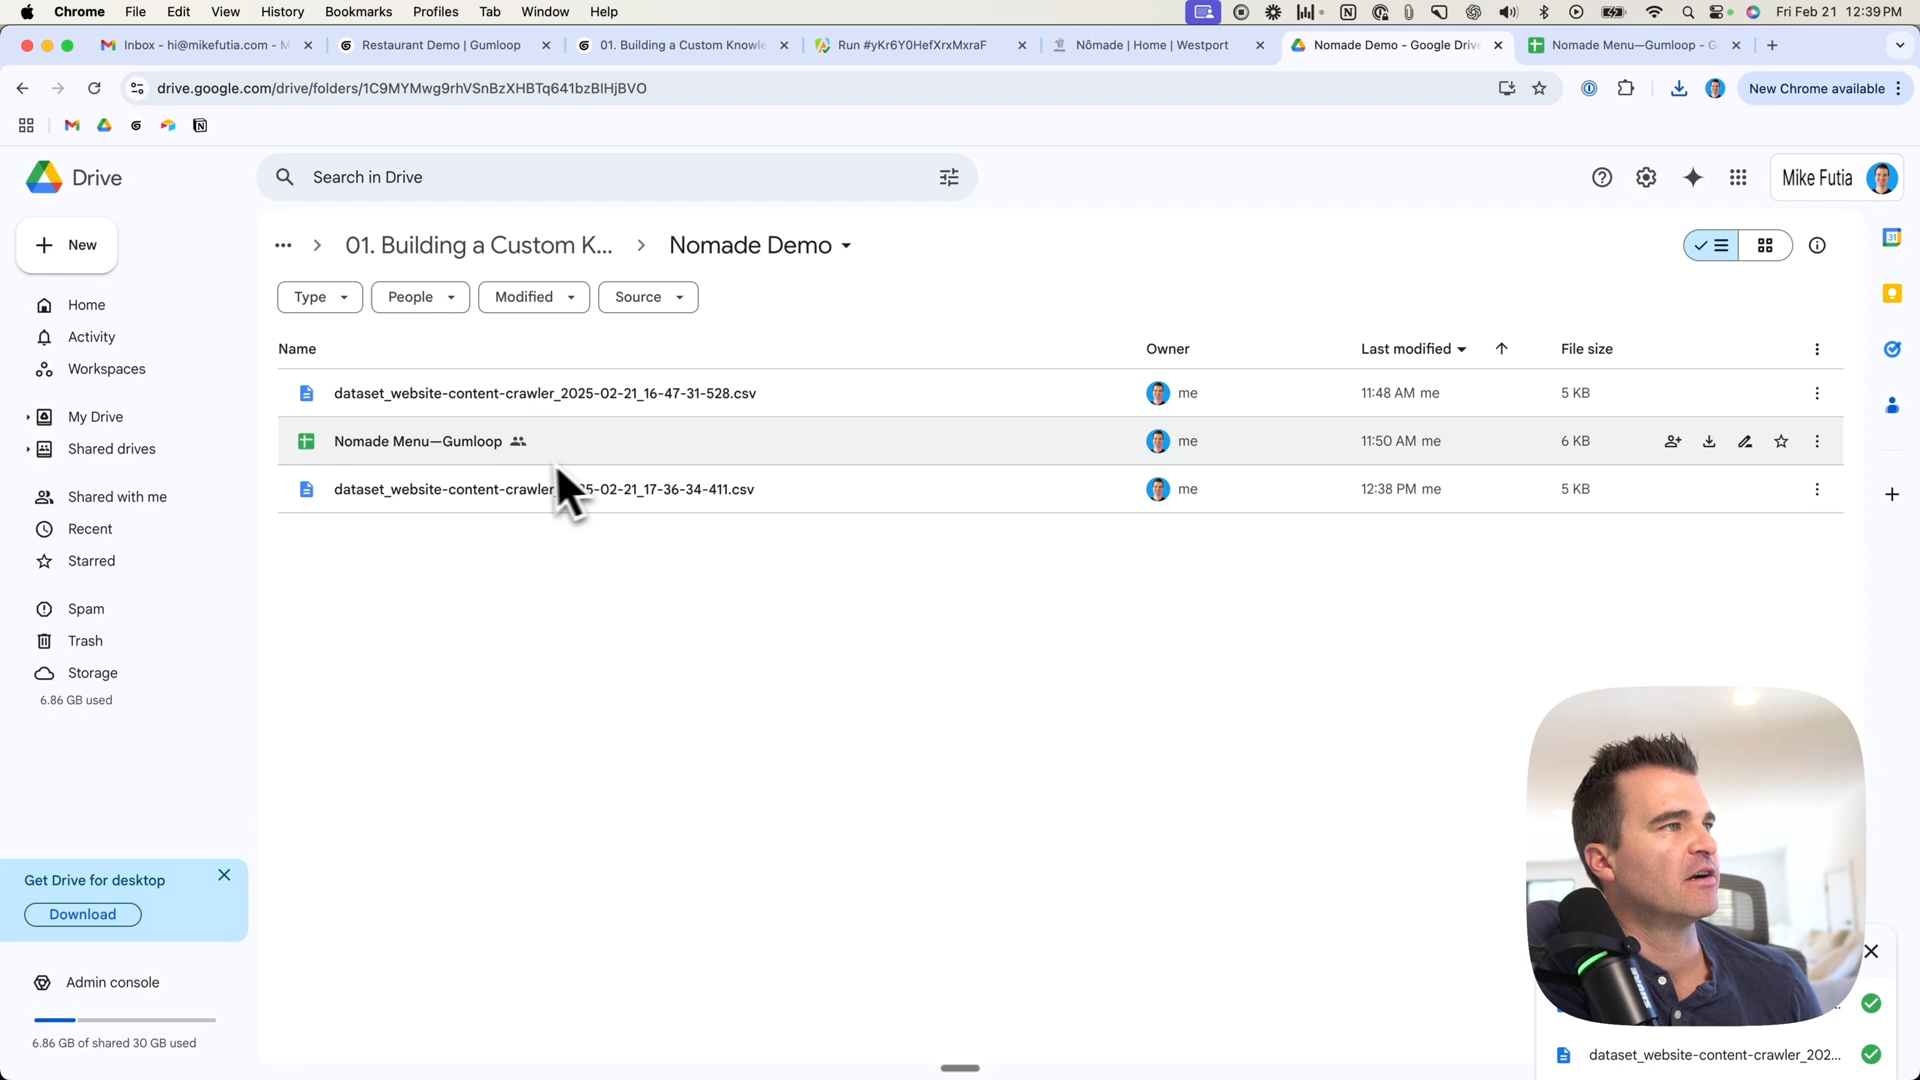 Chrome File Edit View History Bookmarks Profiles Tab Window Help Fri Feb 21 12:39 PM
Inbox - hi@mikefutia.com - M Restaurant Demo | Gumloop 01. Building a Custom Knowle Run #yKr6Y0HefXrxMxraF Nômade | Home | Westport Nomade Demo - Google Drive Nomade Menu—Gumloop - G
drive.google.com/drive/folders/1C9MYMwg9rhVSnBzXHBTq641bzBlHjBVO New Chrome available
Drive
Search in Drive
Mike Futia
New
01. Building a Custom K... Nomade Demo
Type People Modified Source
Home
Activity
Workspaces
My Drive
Shared drives
Shared with me
Recent
Starred
Spam
Trash
Storage
6.86 GB used
Name Owner Last modified File size
dataset_website-content-crawler_2025-02-21_16-47-31-528.csv me 11:48 AM me 5 KB
Nomade Menu—Gumloop me 11:50 AM me 6 KB
dataset_website-content-crawler 5-02-21_17-36-34-411.csv me 12:38 PM me 5 KB
31
Get Drive for desktop
Download
Admin console
6.86 GB of shared 30 GB used
dataset_website-content-crawler_202...